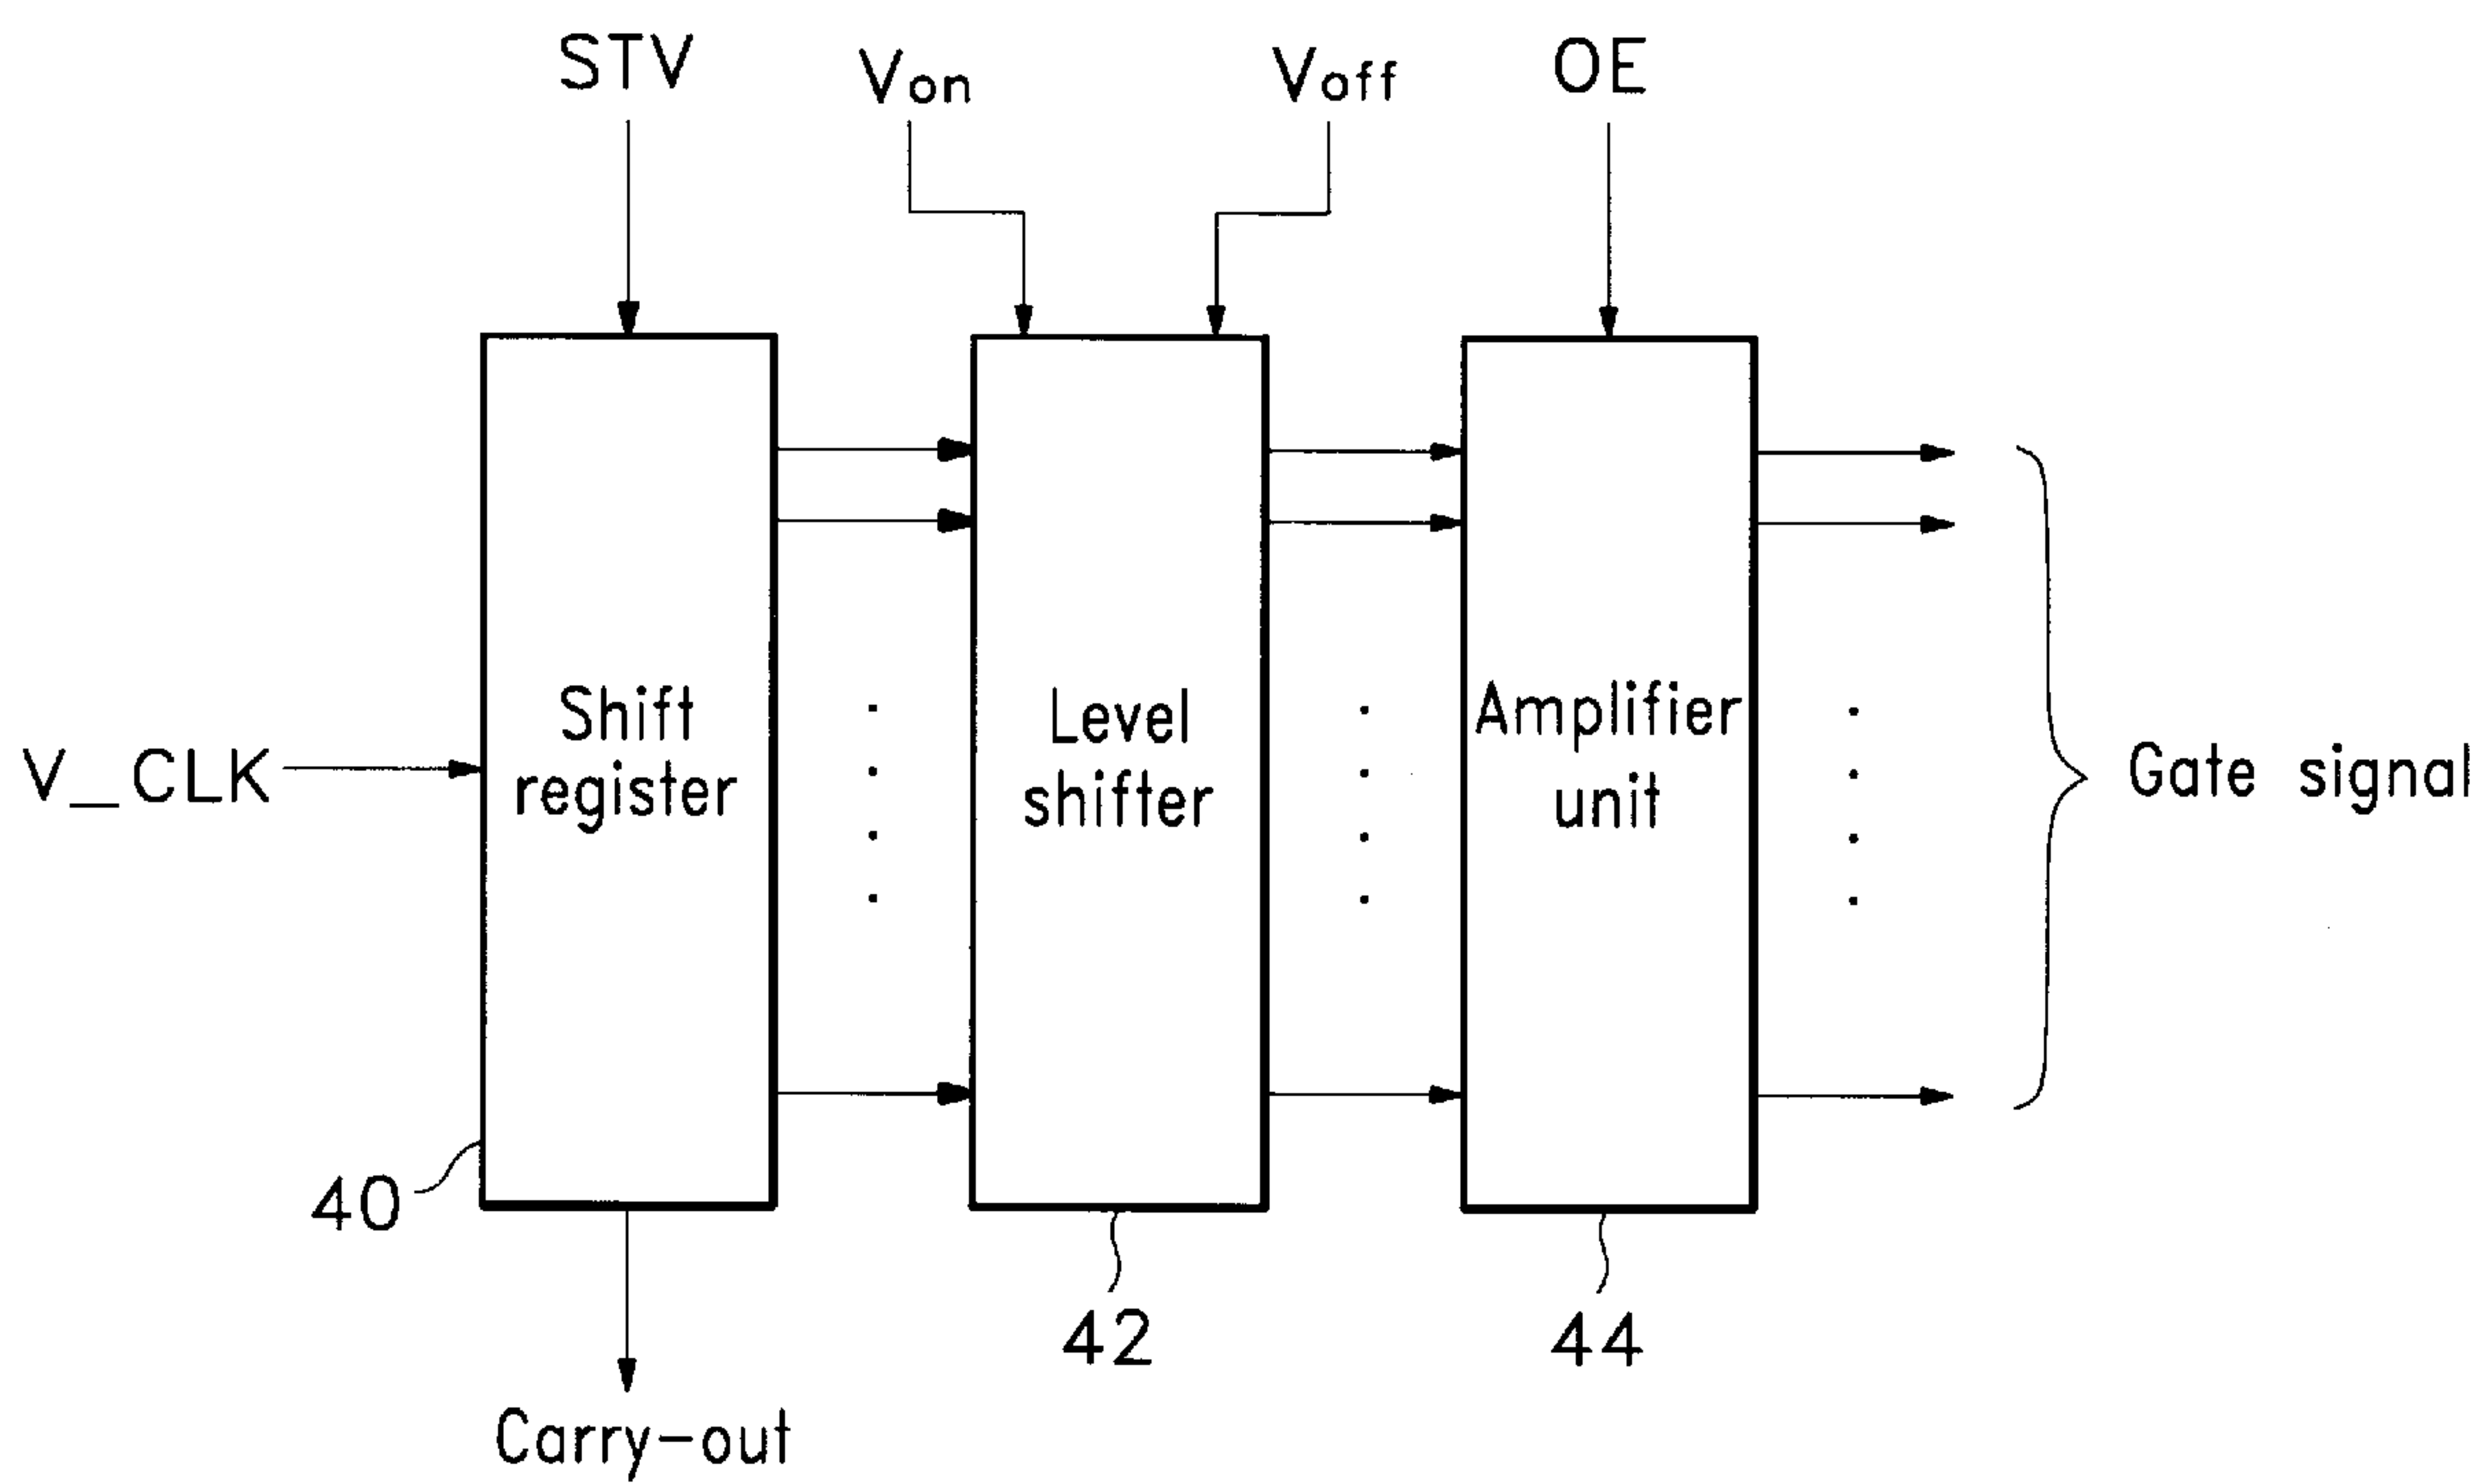 STV
Von
Voff
OE
V_CLK
Shift
register
Level
shifter
Amplifier
unit
Gate signal
40
42
44
Carry-out